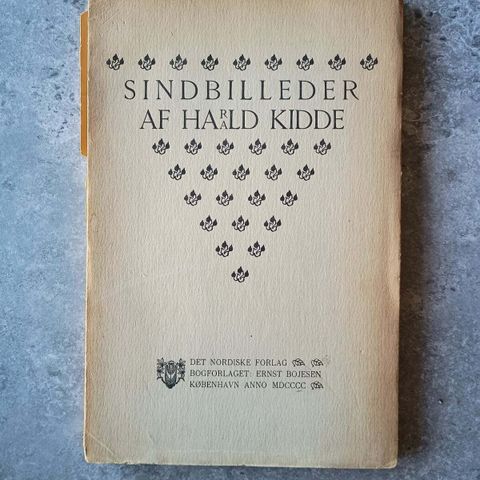 SINDBILLEDER
AF HARALD KIDDE
DET NORDISKE FORLAG
BOGFORLAGET: ERNST BOJESEN
KØBENHAVN ANNO MDCCCC